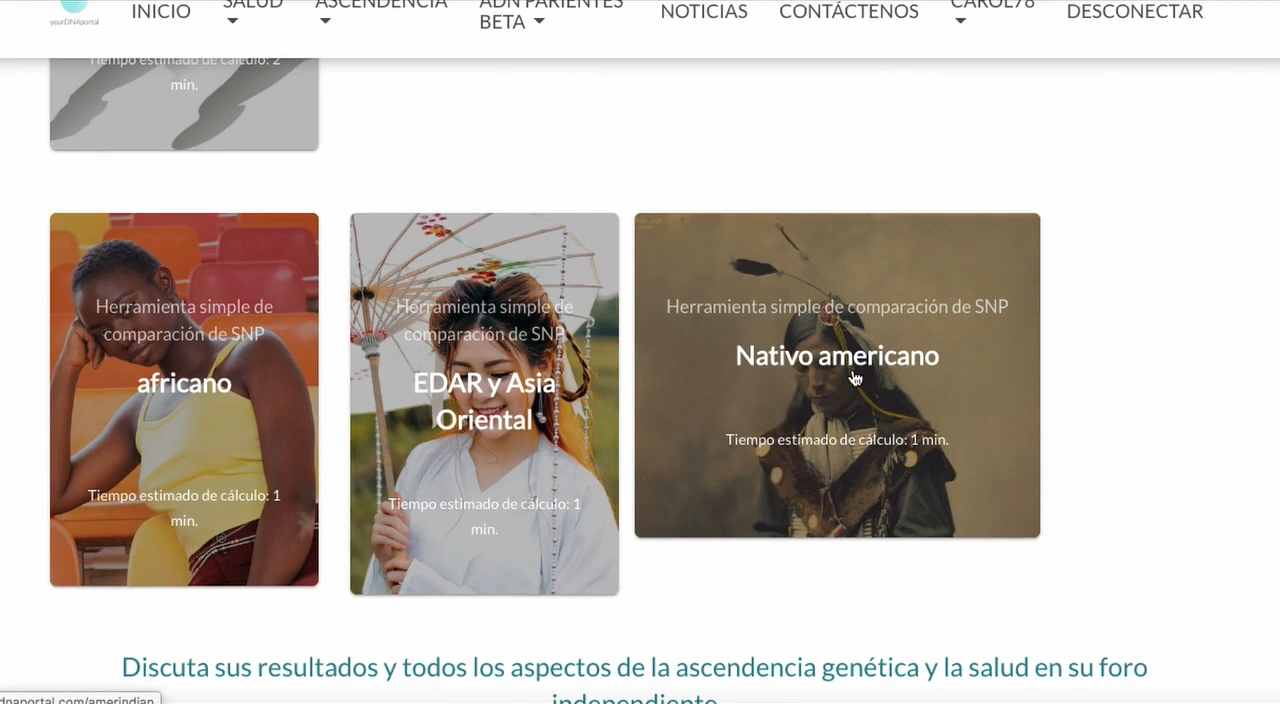 yourDNAportal
INICIO
SALUD
ASCENDENCIA
ADN PARIENTES
BETA
NOTICIAS
CONTÁCTENOS
CAROL78
DESCONECTAR
Tiempo estimado de cálculo: 2
min.
Herramienta simple de
comparación de SNP
africano
Tiempo estimado de cálculo: 1
min.
Herramienta simple de
comparación de SNP
EDAR y Asia
Oriental
Tiempo estimado de cálculo: 1
min.
Herramienta simple de comparación de SNP
Nativo americano
Tiempo estimado de cálculo: 1 min.
Discuta sus resultados y todos los aspectos de la ascendencia genética y la salud en su foro
independiente
dnaportal.com/amerindian